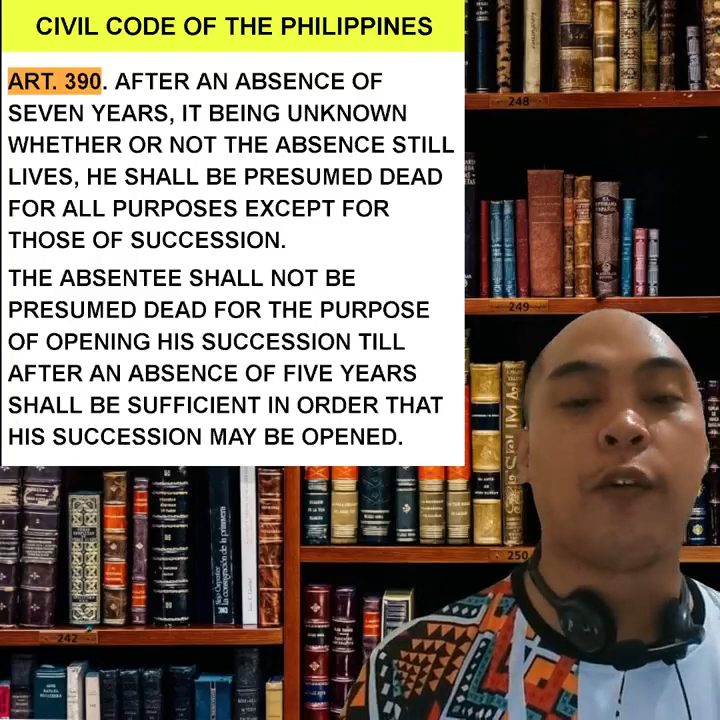 CIVIL CODE OF THE PHILIPPINES
ART. 390. AFTER AN ABSENCE OF
SEVEN YEARS, IT BEING UNKNOWN
WHETHER OR NOT THE ABSENCE STILL
LIVES, HE SHALL BE PRESUMED DEAD
FOR ALL PURPOSES EXCEPT FOR
THOSE OF SUCCESSION.
THE ABSENTEE SHALL NOT BE
PRESUMED DEAD FOR THE PURPOSE
OF OPENING HIS SUCCESSION TILL
AFTER AN ABSENCE OF FIVE YEARS
SHALL BE SUFFICIENT IN ORDER THAT
HIS SUCCESSION MAY BE OPENED.
248
249
250
242